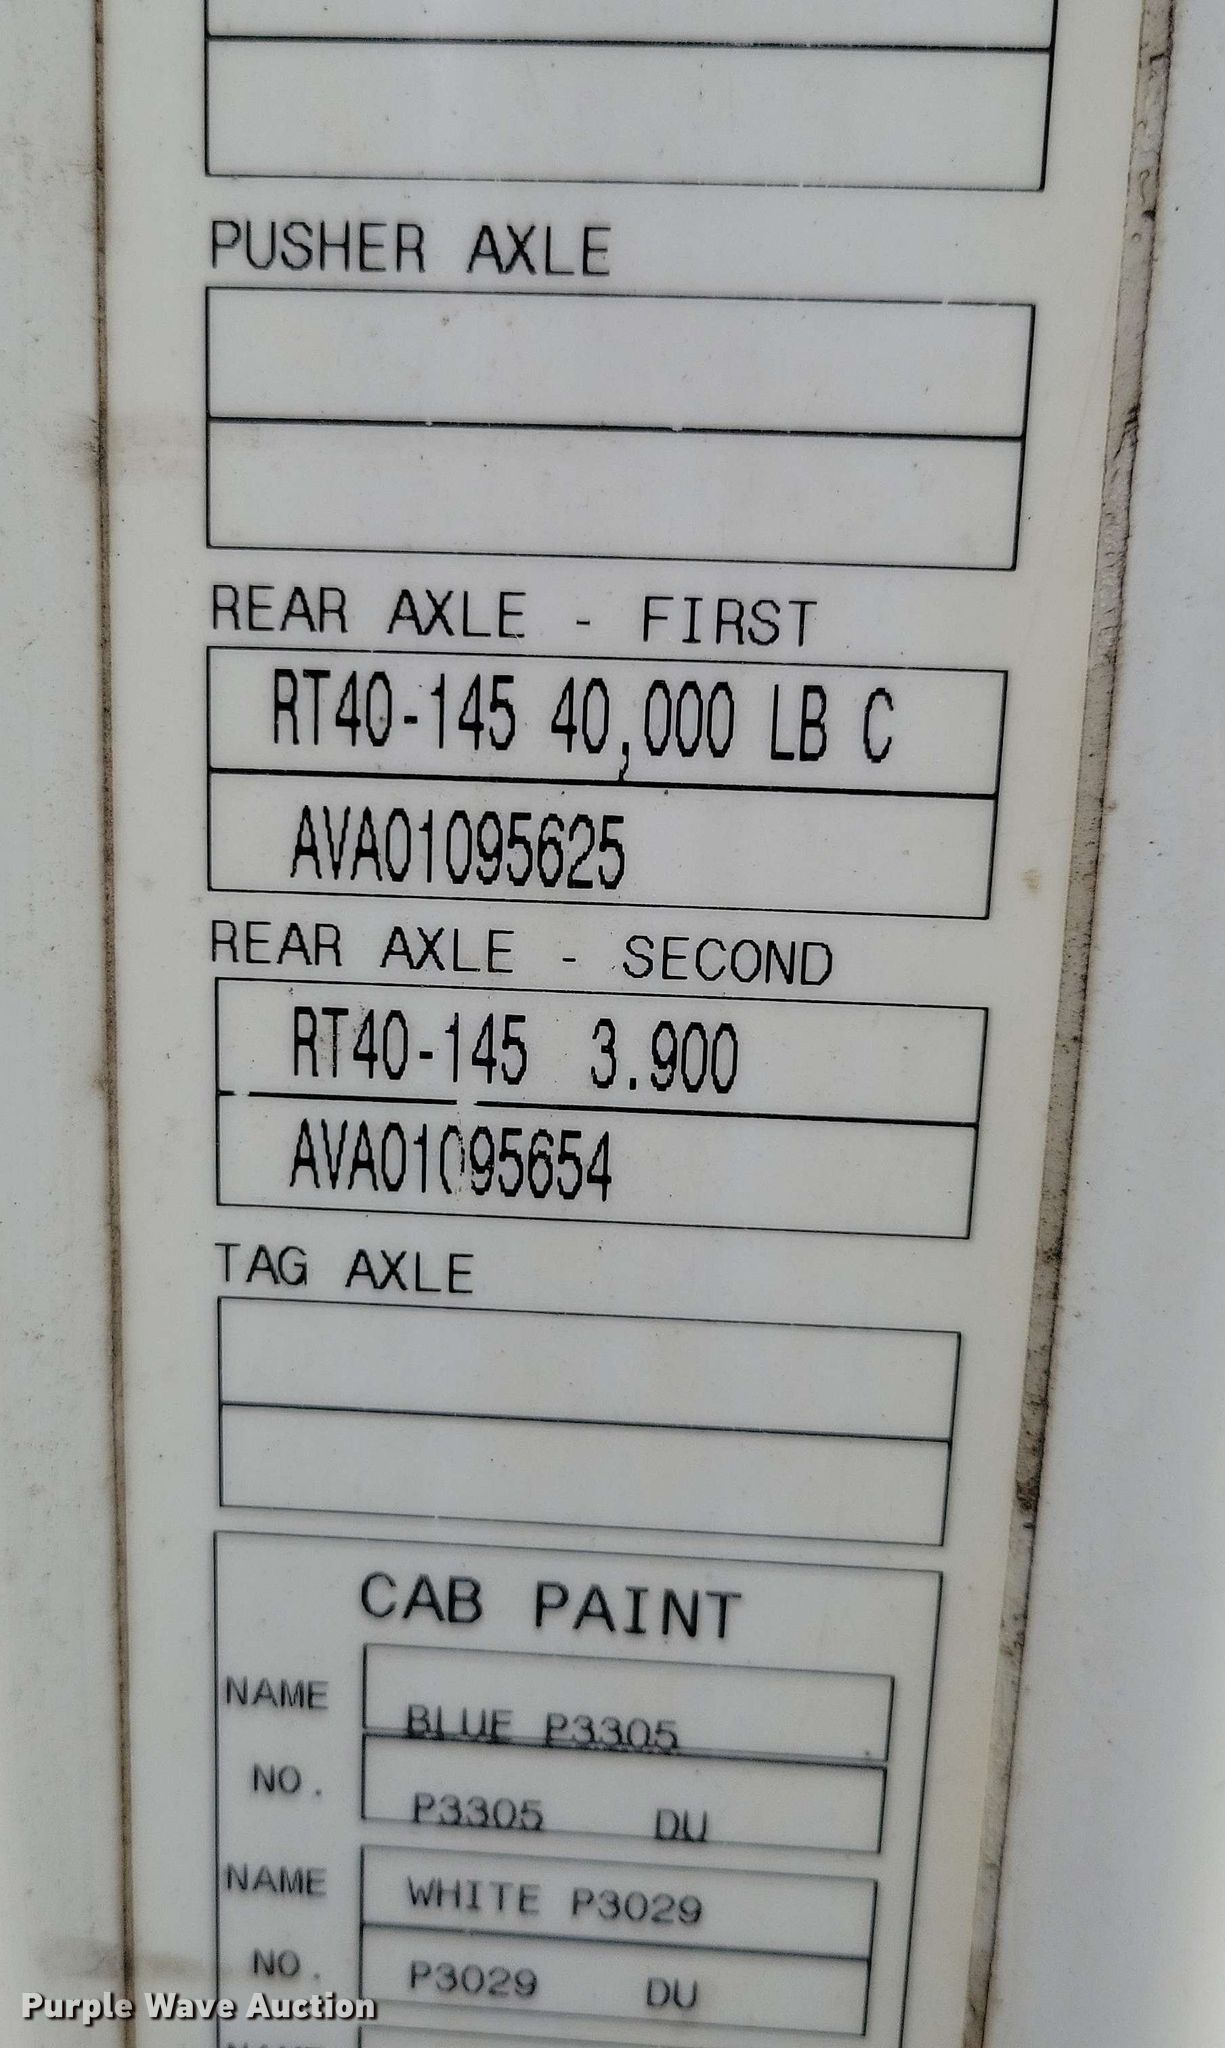 PUSHER AXLE
REAR AXLE - FIRST
RT40-145 40,000 LB C
AVA01095625
REAR AXLE - SECOND
RT40-145 3.900
AVA01095654
TAG AXLE
CAB PAINT
NAME BLUE P3305
NO. P3305 DU
NAME WHITE P3029
NO. P3029 DU
Purple Wave Auction